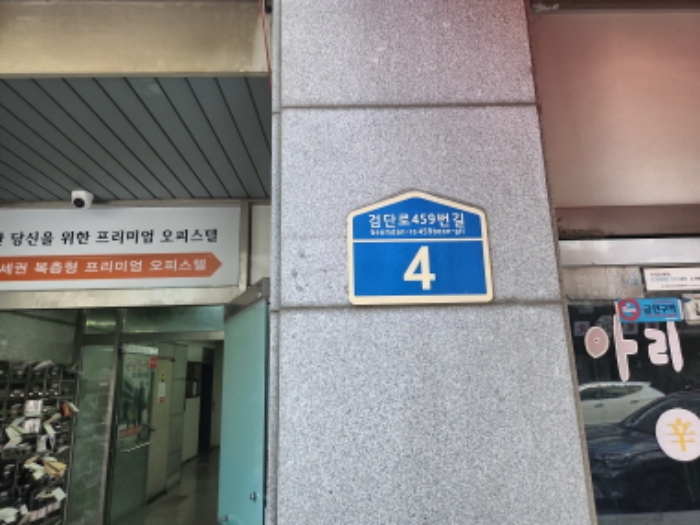 당신을 위한 프리미엄 오피스텔
세권 복층형 프리미엄 오피스텔
검단로459번길
Geomdan-ro 459beon-gil
4
금연구역
아리
辛